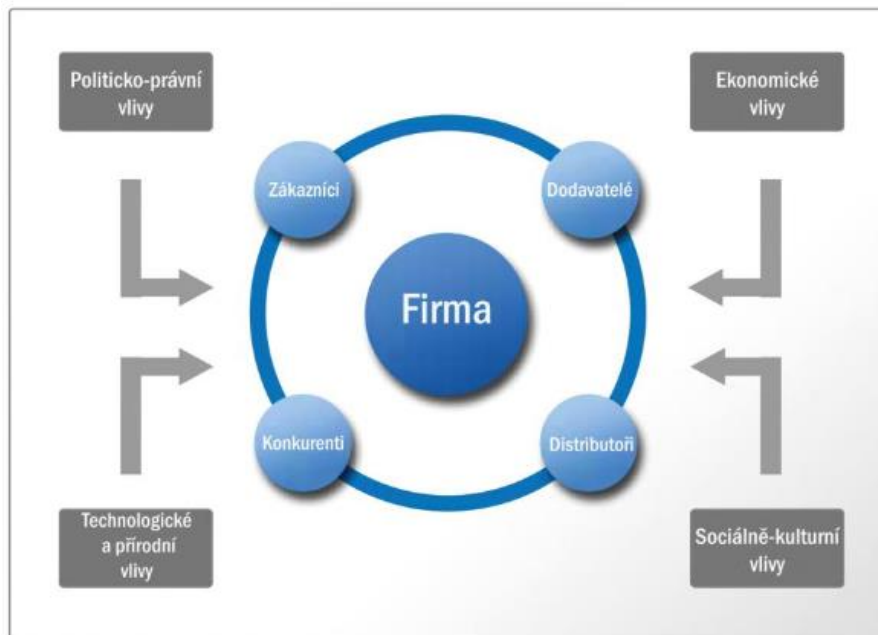 Politicko-právní
vlivy
Ekonomické
vlivy
Zákazníci
Dodavatelé
Firma
Konkurenti
Distributoři
Technologické
a přírodní
vlivy
Sociálně-kulturní
vlivy